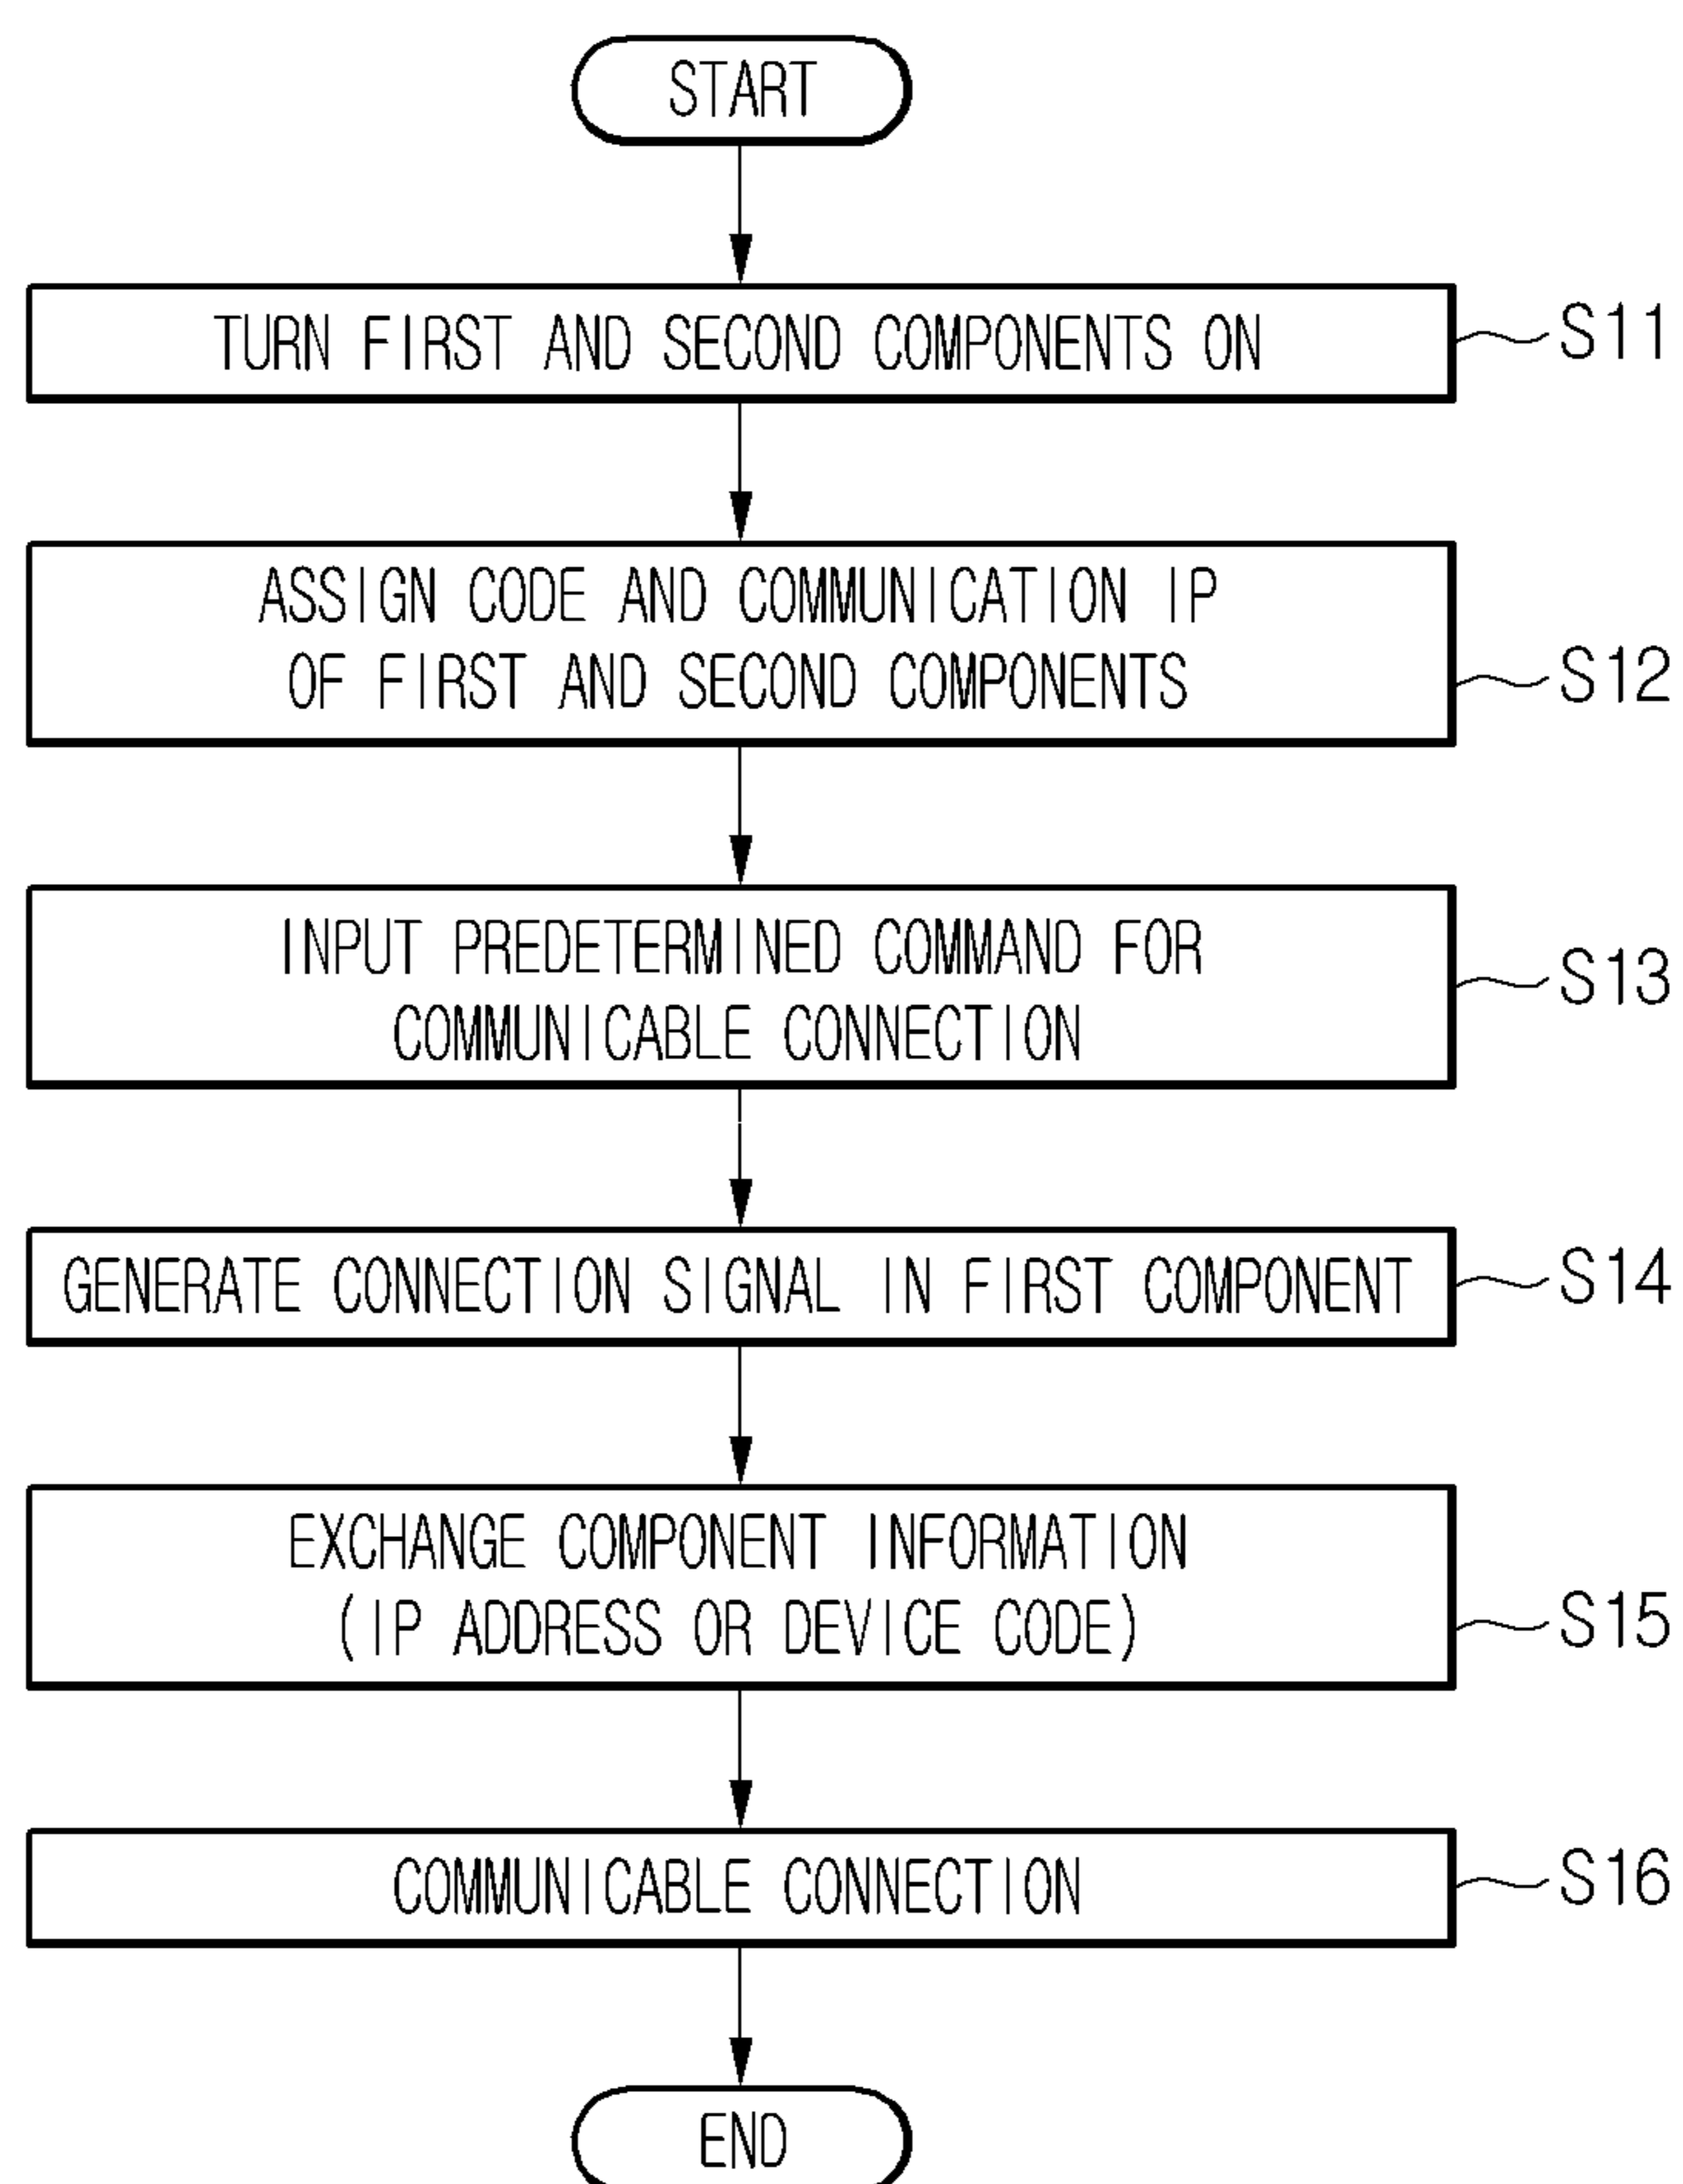 START
TURN FIRST AND SECOND COMPONENTS ON
S11
ASSIGN CODE AND COMMUNICATION IP
OF FIRST AND SECOND COMPONENTS
S12
INPUT PREDETERMINED COMMAND FOR
COMMUNICABLE CONNECTION
S13
GENERATE CONNECTION SIGNAL IN FIRST COMPONENT
S14
EXCHANGE COMPONENT INFORMATION
(IP ADDRESS OR DEVICE CODE)
S15
COMMUNICABLE CONNECTION
S16
END